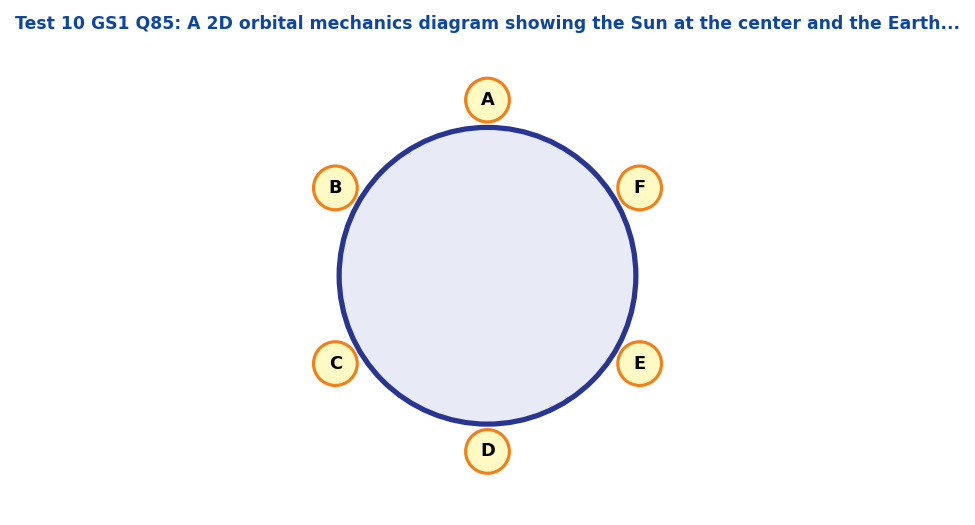 Test 10 GS1 Q85: A 2D orbital mechanics diagram showing the Sun at the center and the Earth...
A
B
F
C
E
D